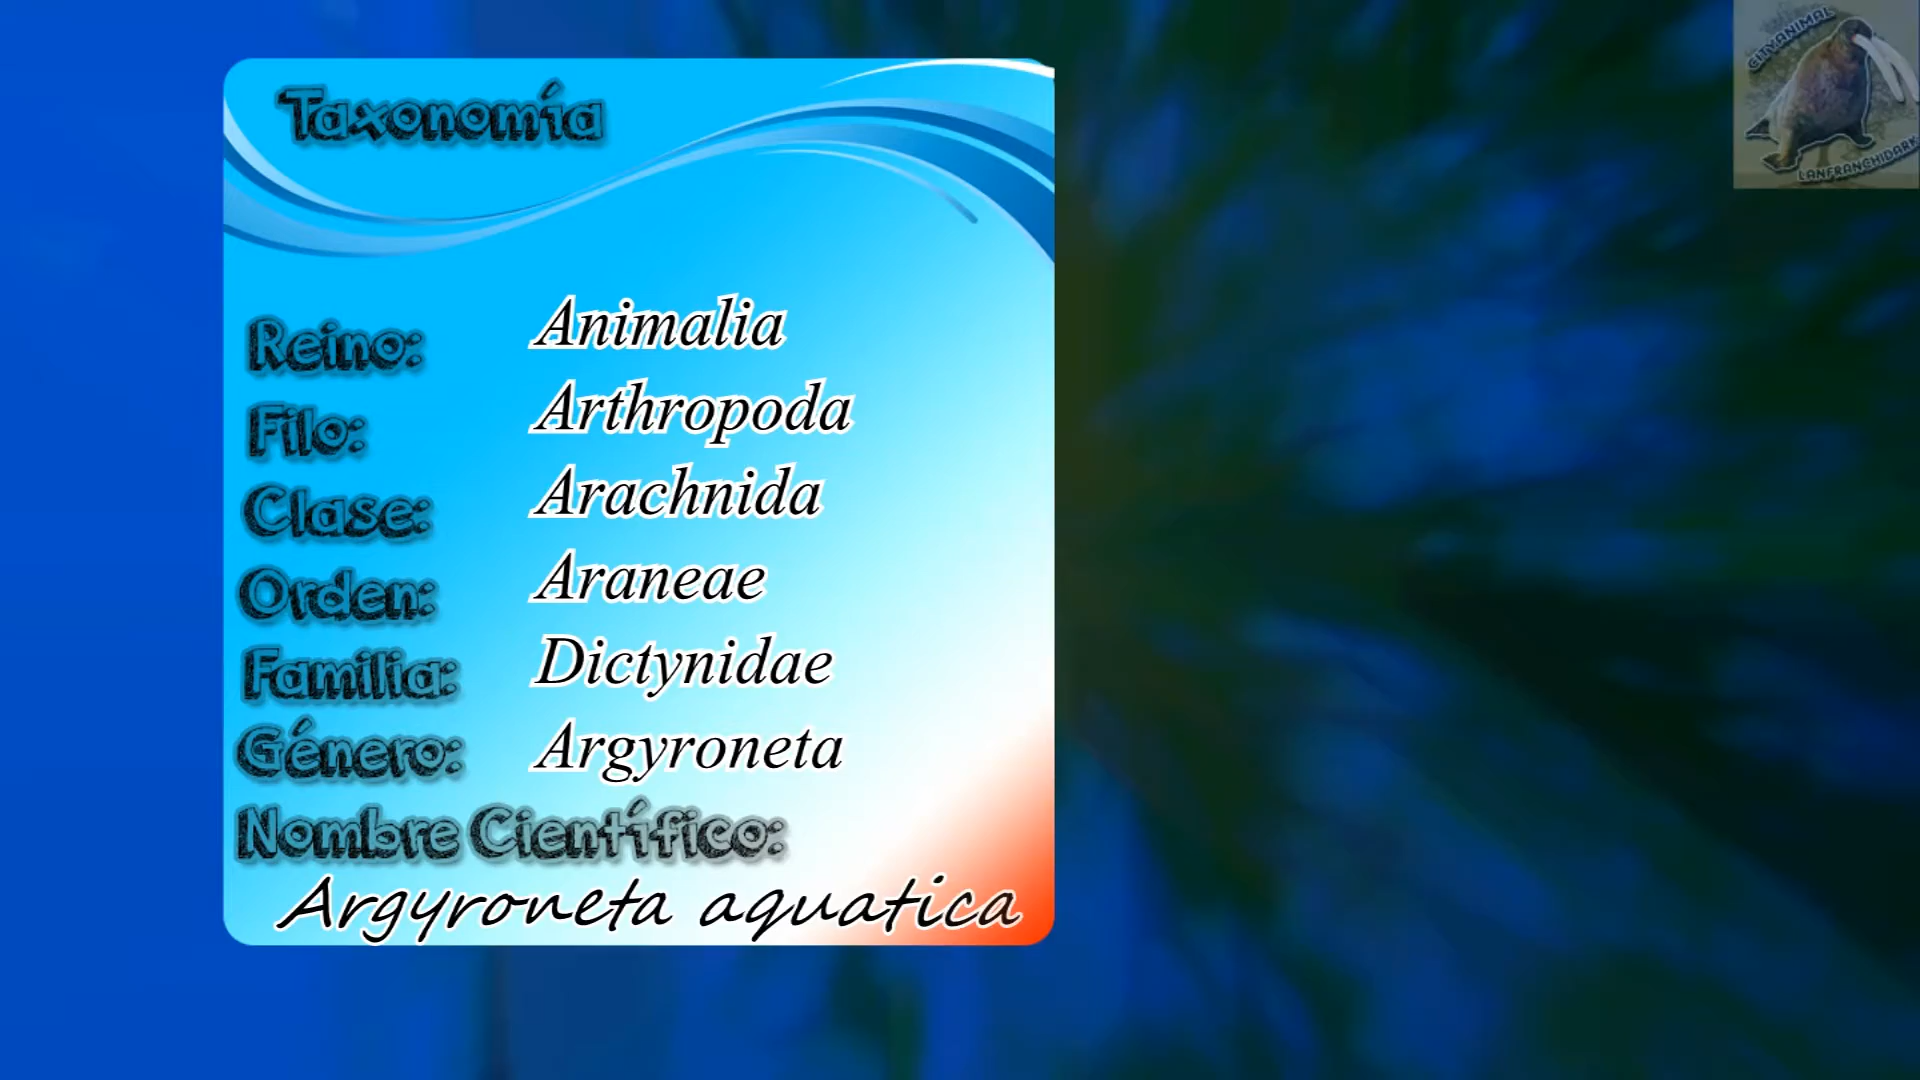 CITYANIMAL
LANFRANCHIDARK
Taxonomía
Reino: Animalia
Filo: Arthropoda
Clase: Arachnida
Orden: Araneae
Familia: Dictynidae
Género: Argyroneta
Nombre Científico:
Argyroneta aquatica